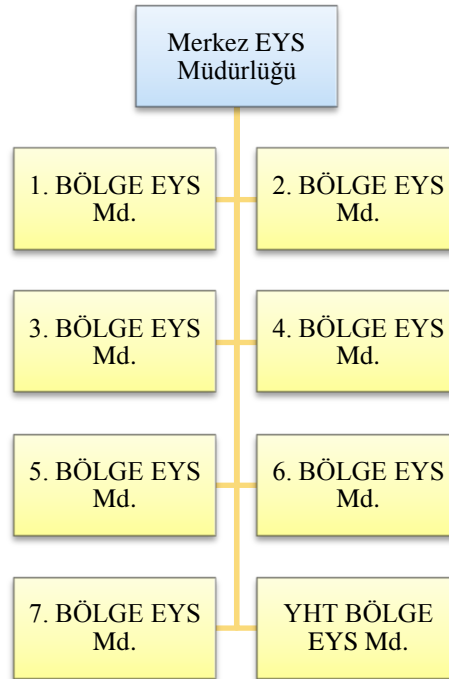 Merkez EYS
Müdürlüğü
1. BÖLGE EYS
Md.
2. BÖLGE EYS
Md.
3. BÖLGE EYS
Md.
4. BÖLGE EYS
Md.
5. BÖLGE EYS
Md.
6. BÖLGE EYS
Md.
7. BÖLGE EYS
Md.
YHT BÖLGE
EYS Md.